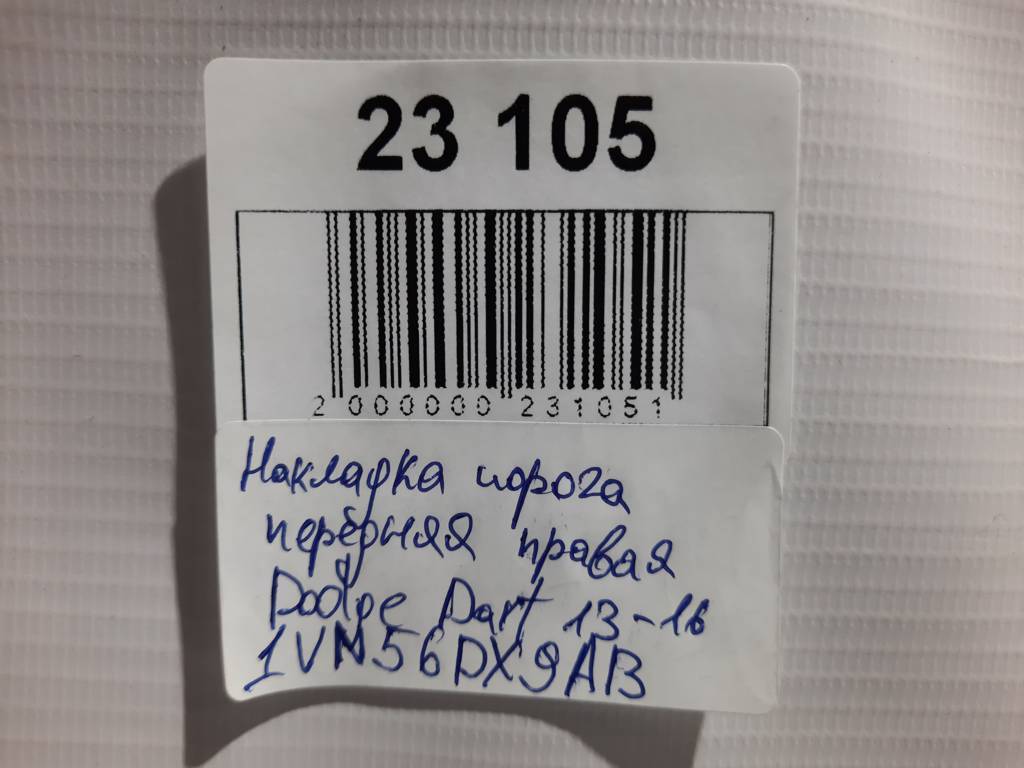 23 105
2 000000 231051
Накладка порога
передняя правая
Dodge Dart 13-16
1VN56DX9AB